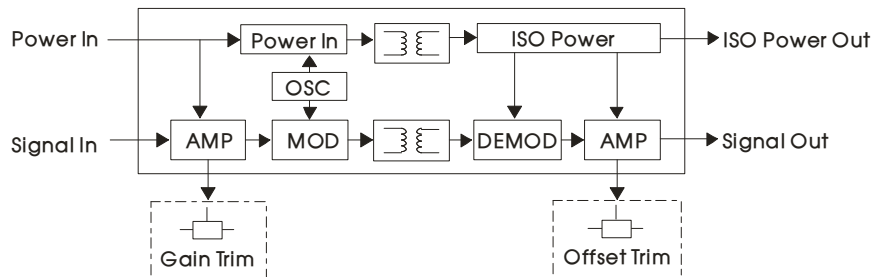 Power In
Power In
ISO Power
ISO Power Out
OSC
Signal In
AMP
MOD
DEMOD
AMP
Signal Out
Gain Trim
Offset Trim